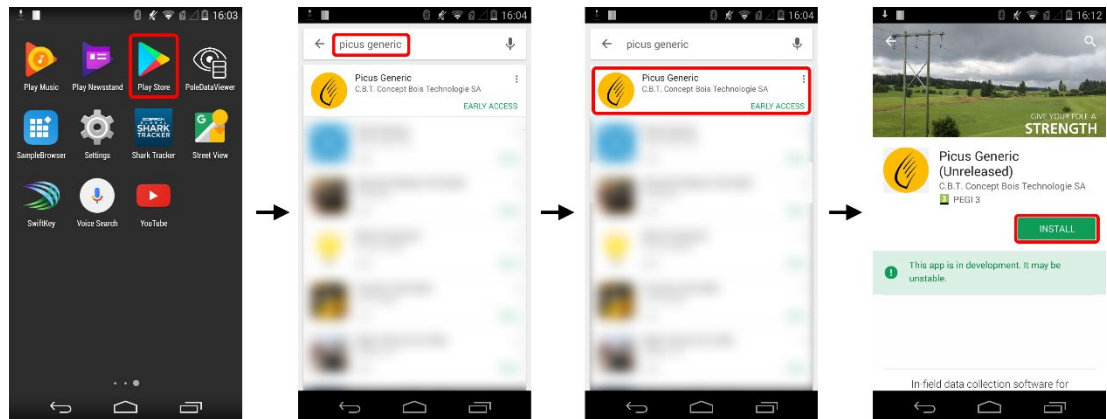 16:03
Play Music
Play Newsstand
Play Store
PoleDataViewer
SampleBrowser
Settings
SHARK
TRACKER
Shark Tracker
Street View
SwiftKey
Voice Search
YouTube
16:04
picus generic
Picus Generic
C.B.T. Concept Bois Technologie SA
EARLY ACCESS
16:04
picus generic
Picus Generic
C.B.T. Concept Bois Technologie SA
EARLY ACCESS
16:12
GIVE YOUR POLE A
STRENGTH
Picus Generic
(Unreleased)
C.B.T. Concept Bois Technologie SA
3 PEGI 3
INSTALL
This app is in development. It may be
unstable.
In field data collection software for